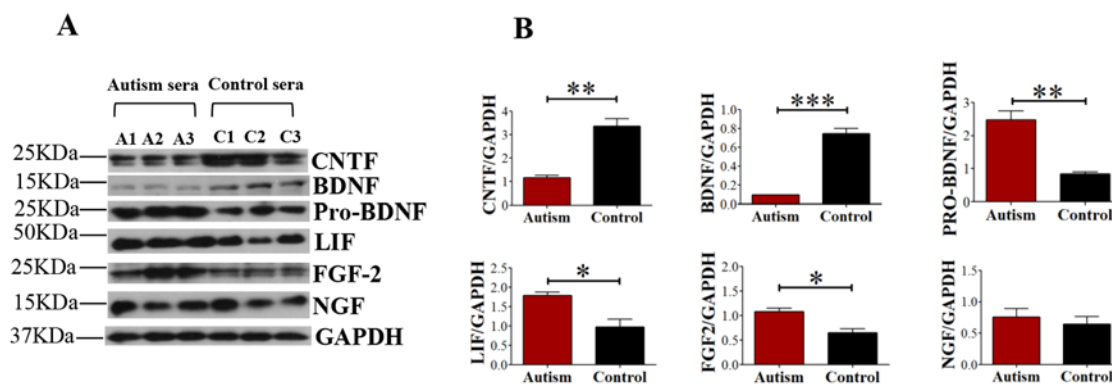 A
Autism sera Control sera
A1 A2 A3 C1 C2 C3
25KDa CNTF
15KDa BDNF
25KDa Pro-BDNF
50KDa LIF
25KDa FGF-2
15KDa NGF
37KDa GAPDH
B
CNTF/GAPDH
5
4
3
2
1
0
**
Autism Control
BDNF/GAPDH
1.0
0.8
0.6
0.4
0.2
0.0
***
Autism Control
PRO-BDNF/GAPDH
3
2
1
0
**
Autism Control
LIF/GAPDH
2.5
2.0
1.5
1.0
0.5
0.0
*
Autism Control
FGF2/GAPDH
2.0
1.5
1.0
0.5
0.0
*
Autism Control
NGF/GAPDH
1.5
1.0
0.5
0.0
Autism Control